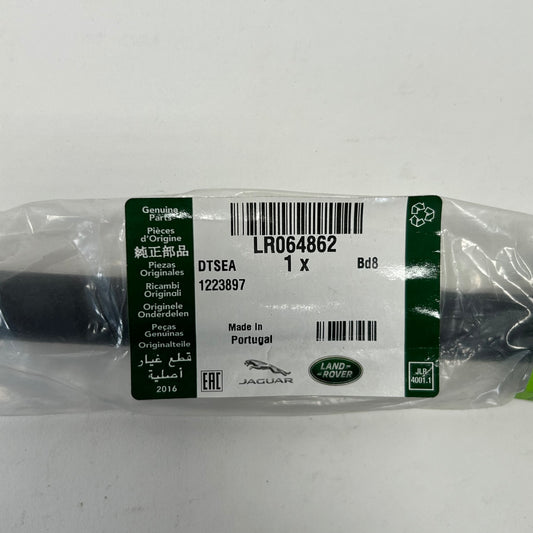 Genuine
Parts
Pièces
d'Origine
純正部品
Piezas
Originales
Ricambi
Originali
Originele
Onderdelen
Peças
Genuínas
Originalteile
قطع غيار
أصلية
2016
LR064862
DTSEA
1 x
Bd8
1223897
Made In
Portugal
EAC
JAGUAR
LAND-
ROVER
JLR
4001.1